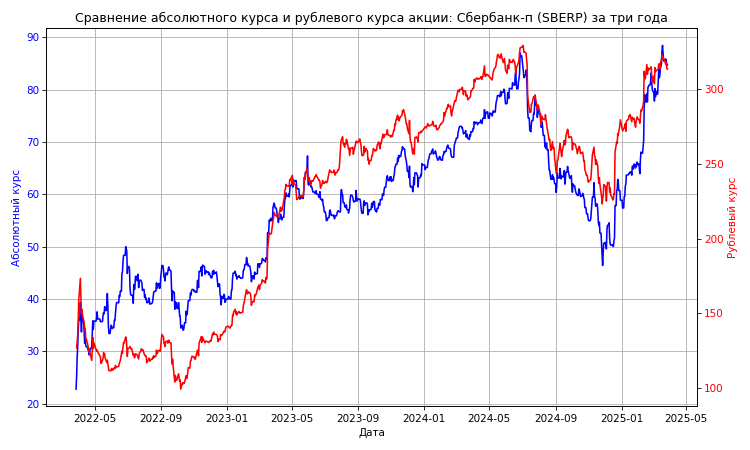 Сравнение абсолютного курса и рублевого курса акции: Сбербанк-п (SBERP) за три года
90
80
70
60
50
40
30
20
Абсолютный курс
300
250
200
150
100
Рублевый курс
2022-05 2022-09 2023-01 2023-05 2023-09 2024-01 2024-05 2024-09 2025-01 2025-05
Дата